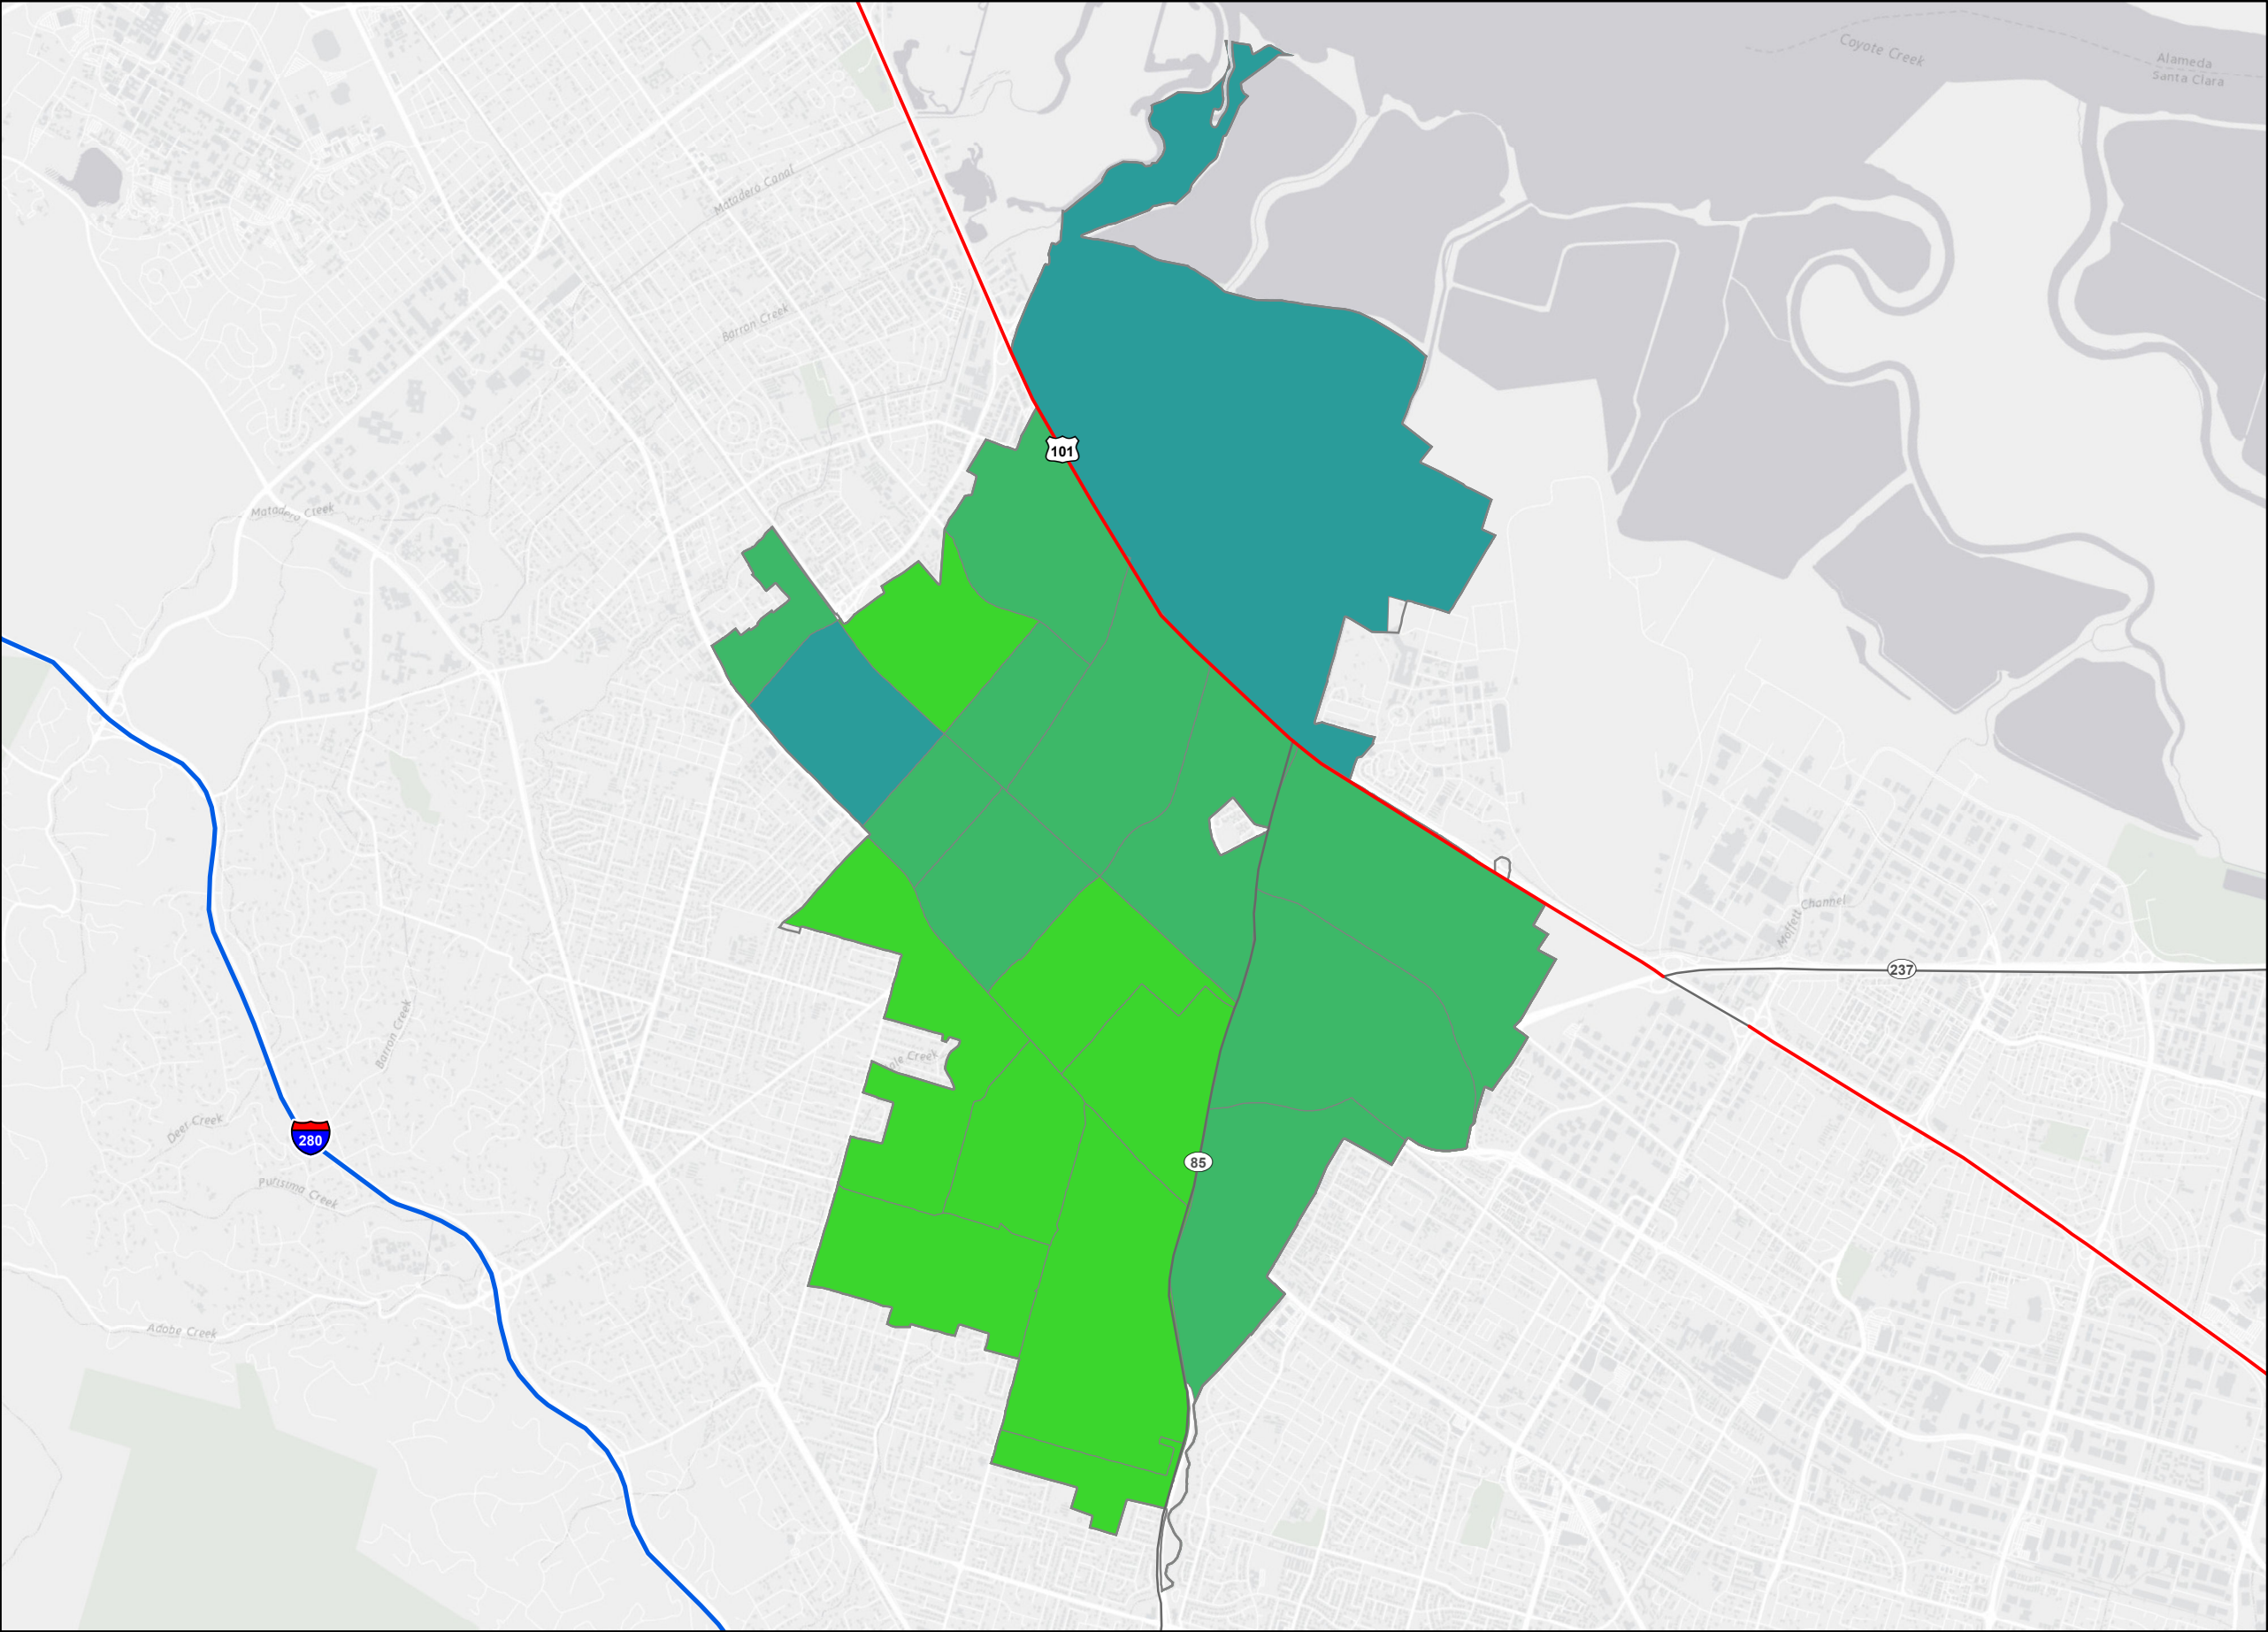 Coyote Creek
Alameda
Santa Clara
Matadero Canal
Barron Creek
101
Matadero Creek
Moffett Channel
237
Barron Creek
Creek
Deer Creek
280
85
Purisima Creek
Adobe Creek